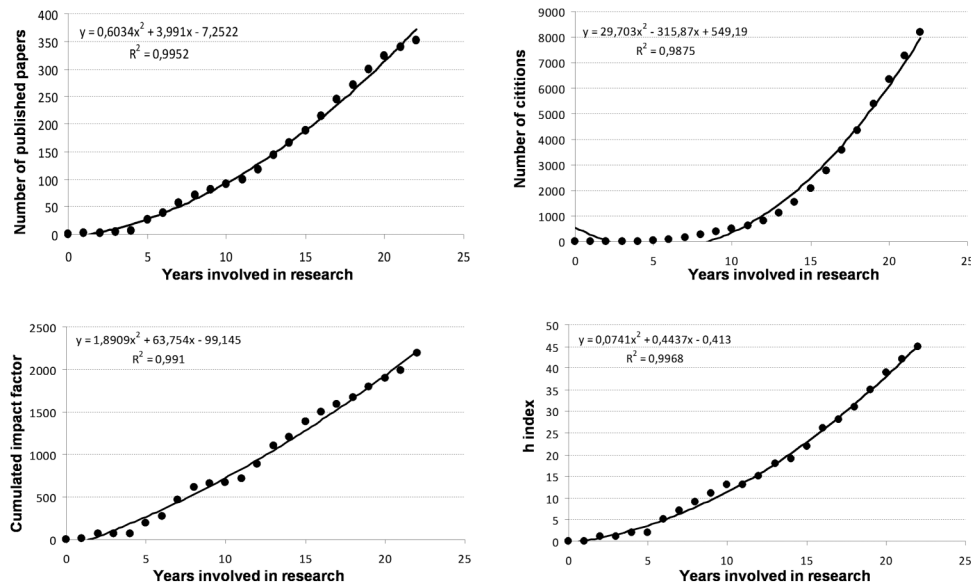 y = 0,6034x² + 3,991x - 7,2522
R² = 0,9952
400
350
300
250
200
150
100
50
0
0 5 10 15 20 25
Number of published papers
Years involved in research
y = 29,703x² - 315,87x + 549,19
R² = 0,9875
9000
8000
7000
6000
5000
4000
3000
2000
1000
0
0 5 10 15 20 25
Number of cititions
Years involved in research
y = 1,8909x² + 63,754x - 99,145
R² = 0,991
2500
2000
1500
1000
500
0
0 5 10 15 20 25
Cumulated impact factor
Years involved in research
y = 0,0741x² + 0,4437x - 0,413
R² = 0,9968
50
45
40
35
30
25
20
15
10
5
0
0 5 10 15 20 25
h index
Years involved in research